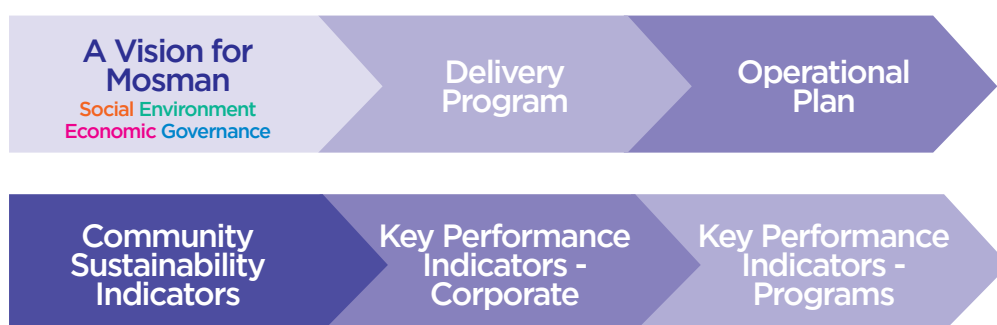 A Vision for
Mosman
Social Environment
Economic Governance
Delivery
Program
Operational
Plan
Community
Sustainability
Indicators
Key Performance
Indicators -
Corporate
Key Performance
Indicators -
Programs